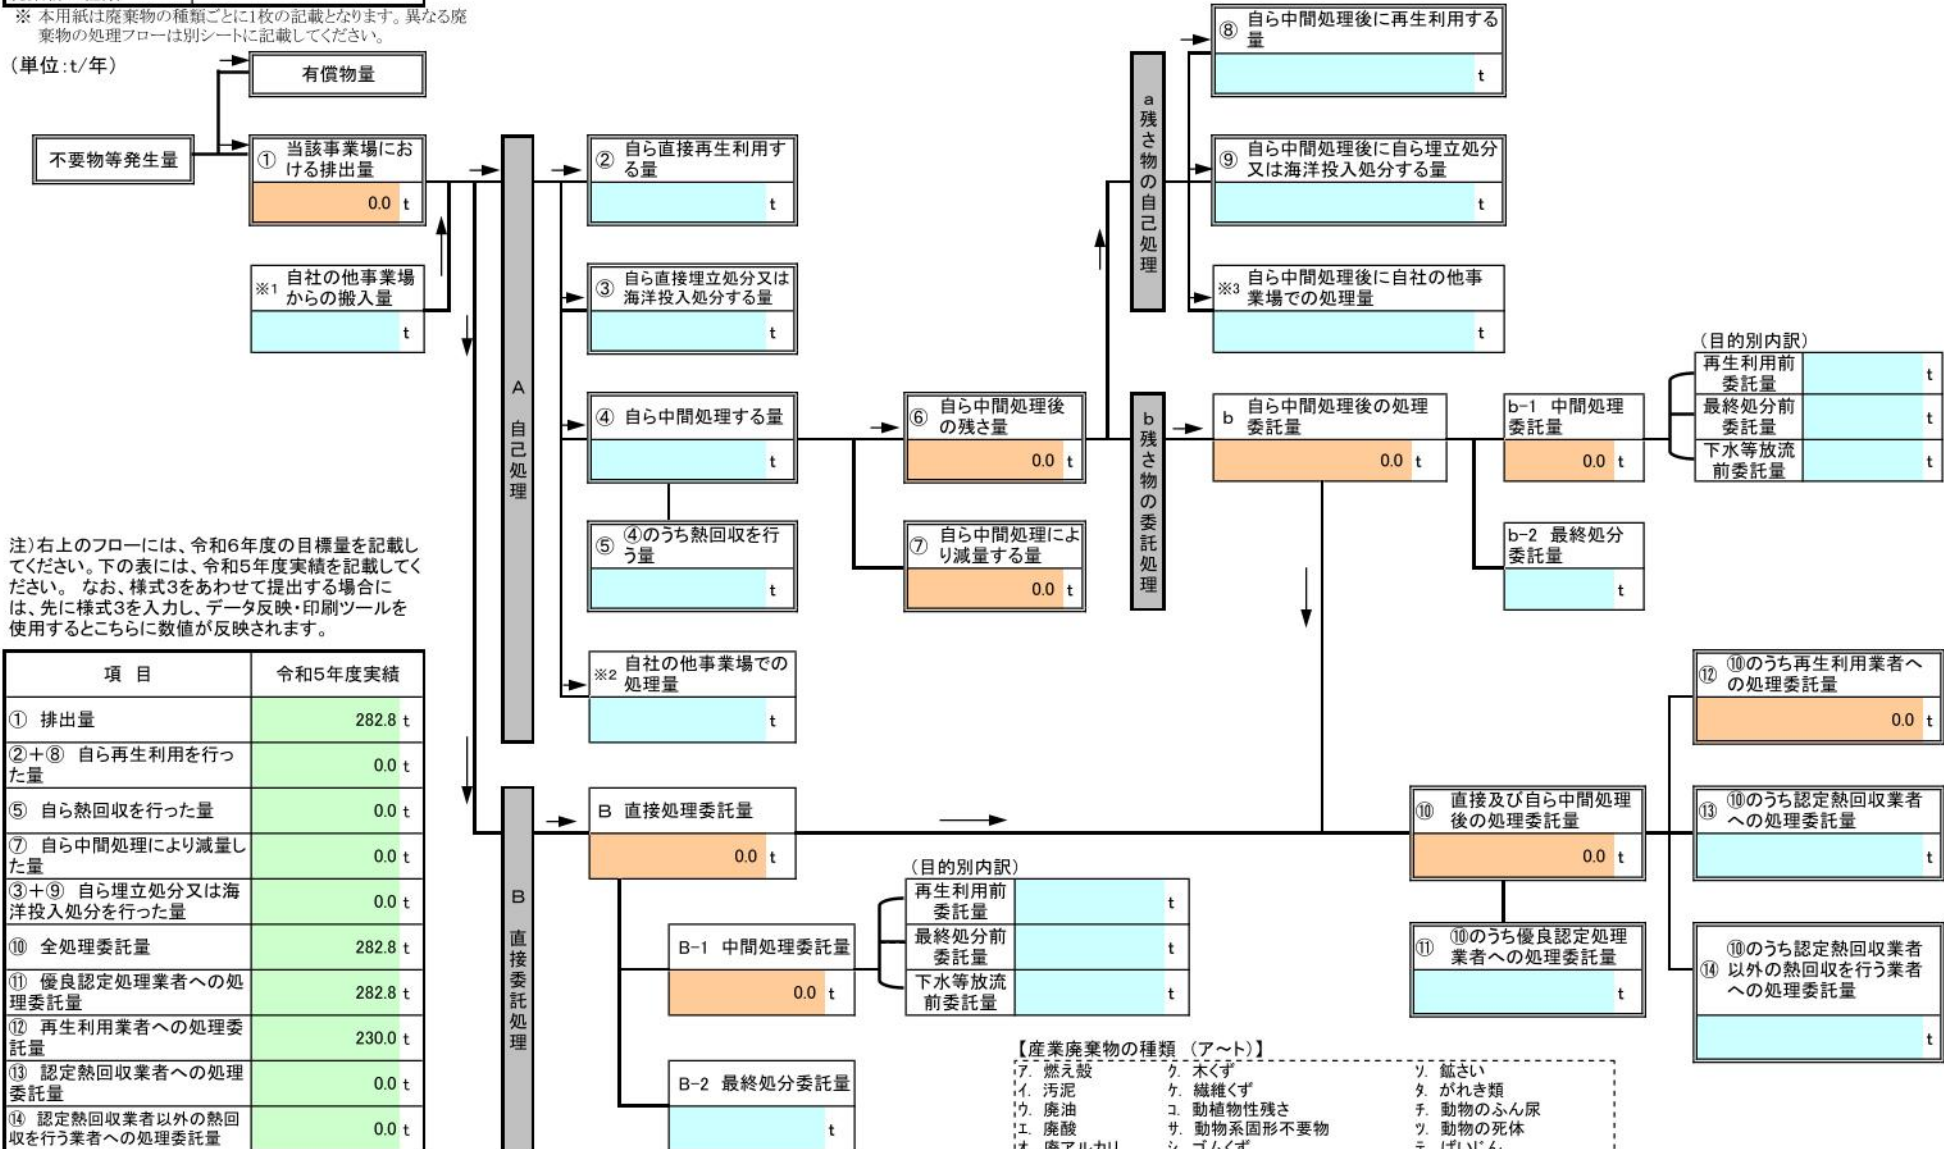 ※ 本用紙は廃棄物の種類ごとに1枚の記載となります。異なる廃
棄物の処理フローは別シートに記載してください。
(単位:t/年)
有償物量
不要物等発生量
① 当該事業場にお
ける排出量
0.0 t
※1 自社の他事業場
からの搬入量
t
A 自己処理
② 自ら直接再生利用す
る量
t
③ 自ら直接埋立処分又は
海洋投入処分する量
t
④ 自ら中間処理する量
t
⑤ ④のうち熱回収を行
う量
t
※2 自社の他事業場での
処理量
t
⑥ 自ら中間処理後
の残さ量
0.0 t
⑦ 自ら中間処理によ
り減量する量
0.0 t
a 残さ物の自己処理
⑧ 自ら中間処理後に再生利用する
量
t
⑨ 自ら中間処理後に自ら埋立処分
又は海洋投入処分する量
t
※3 自ら中間処理後に自社の他事
業場での処理量
t
b 残さ物の委託処理
b 自ら中間処理後の処理
委託量
0.0 t
b-1 中間処理
委託量
0.0 t
(目的別内訳)
再生利用前
委託量
t
最終処分前
委託量
t
下水等放流
前委託量
t
b-2 最終処分
委託量
t
注)右上のフローには、令和6年度の目標量を記載し
てください。下の表には、令和5年度実績を記載してく
ださい。 なお、様式3をあわせて提出する場合に
は、先に様式3を入力し、データ反映・印刷ツールを
使用するとこちらに数値が反映されます。
項 目 令和5年度実績
① 排出量 282.8 t
②+⑧ 自ら再生利用を行っ
た量 0.0 t
⑤ 自ら熱回収を行った量 0.0 t
⑦ 自ら中間処理により減量し
た量 0.0 t
③+⑨ 自ら埋立処分又は海
洋投入処分を行った量 0.0 t
⑩ 全処理委託量 282.8 t
⑪ 優良認定処理業者への処
理委託量 282.8 t
⑫ 再生利用業者への処理委
託量 230.0 t
⑬ 認定熱回収業者への処理
委託量 0.0 t
⑭ 認定熱回収業者以外の熱回
収を行う業者への処理委託量 0.0 t
B 直接委託処理
B 直接処理委託量
0.0 t
B-1 中間処理委託量
0.0 t
(目的別内訳)
再生利用前
委託量
t
最終処分前
委託量
t
下水等放流
前委託量
t
B-2 最終処分委託量
t
⑩ 直接及び自ら中間処理
後の処理委託量
0.0 t
⑪ ⑩のうち優良認定処理
業者への処理委託量
t
⑫ ⑩のうち再生利用業者へ
の処理委託量
0.0 t
⑬ ⑩のうち認定熱回収業者
への処理委託量
t
⑭ ⑩のうち認定熱回収業者
以外の熱回収を行う業者
への処理委託量
t
【産業廃棄物の種類 (ア~ト)】
ア. 燃え殻 ク. 木くず ソ. 鉱さい
イ. 汚泥 ケ. 繊維くず タ. がれき類
ウ. 廃油 コ. 動植物性残さ チ. 動物のふん尿
エ. 廃酸 サ. 動物系固形不要物 ツ. 動物の死体
オ. 廃アルカリ シ. ゴムくず テ. ばいじん